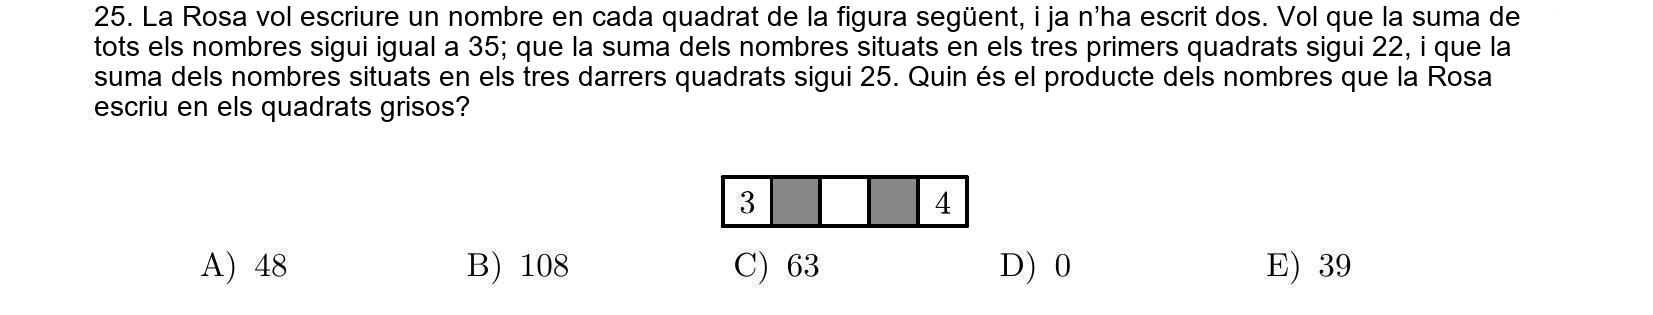 25. La Rosa vol escriure un nombre en cada quadrat de la figura següent, i ja n’ha escrit dos. Vol que la suma de
tots els nombres sigui igual a 35; que la suma dels nombres situats en els tres primers quadrats sigui 22, i que la
suma dels nombres situats en els tres darrers quadrats sigui 25. Quin és el producte dels nombres que la Rosa
escriu en els quadrats grisos?
3 4
A) 48 B) 108 C) 63 D) 0 E) 39